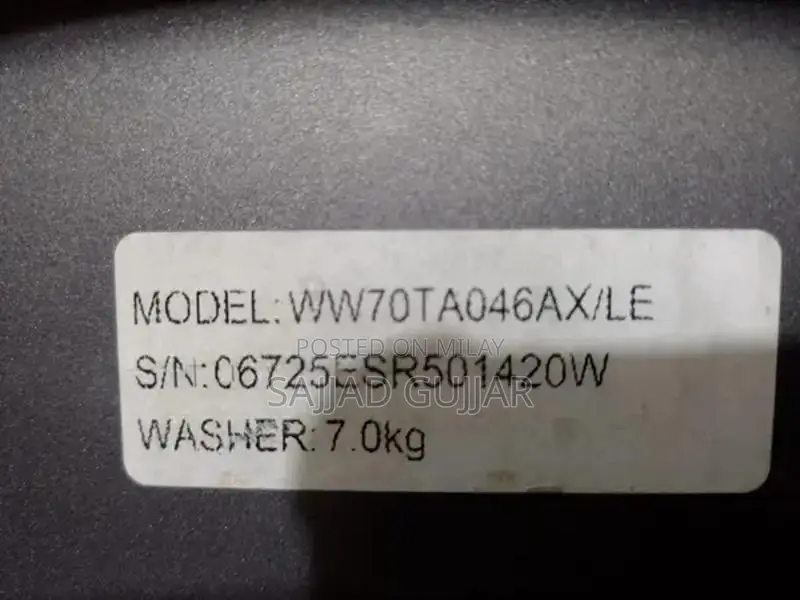 MODEL: WW70TA046AX/LE
POSTED ON MILAY
S/N: 06725ESR501420W
SAJJAD GUJJAR
WASHER: 7.0kg